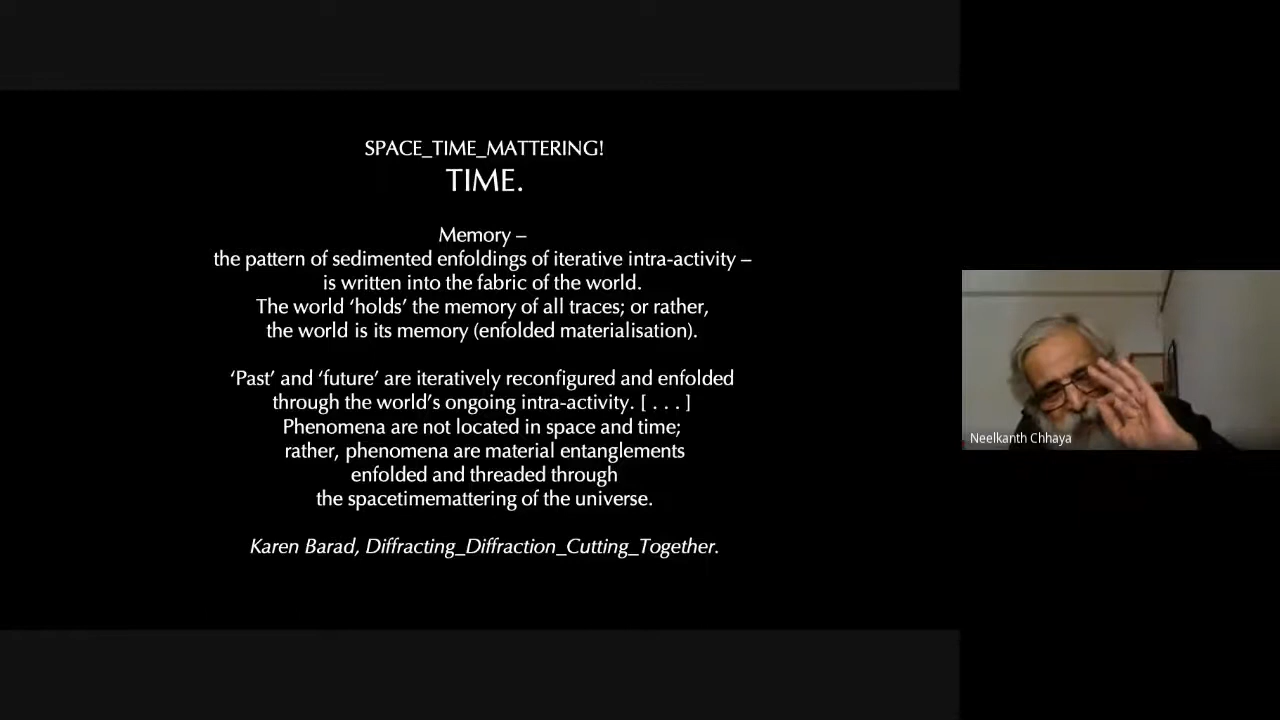 SPACE_TIME_MATTERING!
TIME.
Memory –
the pattern of sedimented enfoldings of iterative intra-activity –
is written into the fabric of the world.
The world ‘holds’ the memory of all traces; or rather,
the world is its memory (enfolded materialisation).
‘Past’ and ‘future’ are iteratively reconfigured and enfolded
through the world’s ongoing intra-activity. [ . . . ]
Phenomena are not located in space and time;
rather, phenomena are material entanglements
enfolded and threaded through
the spacetimemattering of the universe.
Karen Barad, Diffracting_Diffraction_Cutting_Together.
Neelkanth Chhaya